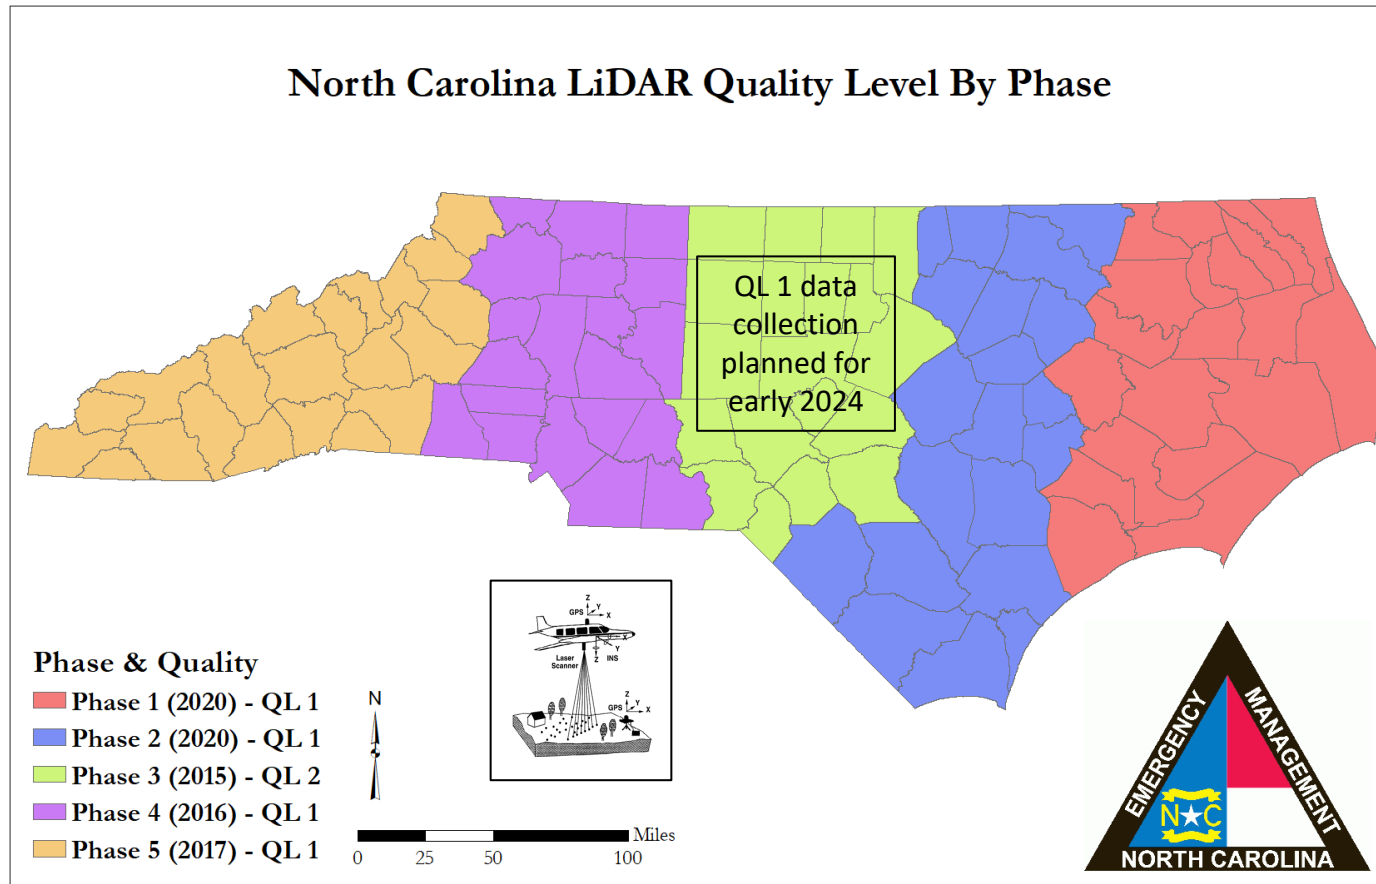 North Carolina LiDAR Quality Level By Phase
QL 1 data
collection
planned for
early 2024
Z
Y
GPS
X
X
Y
Z
INS
Laser
Scanner
Z
Y
GPS
X
Phase & Quality
Phase 1 (2020) - QL 1
Phase 2 (2020) - QL 1
Phase 3 (2015) - QL 2
Phase 4 (2016) - QL 1
Phase 5 (2017) - QL 1
N
Miles
0 25 50 100
EMERGENCY
MANAGEMENT
N C
NORTH CAROLINA